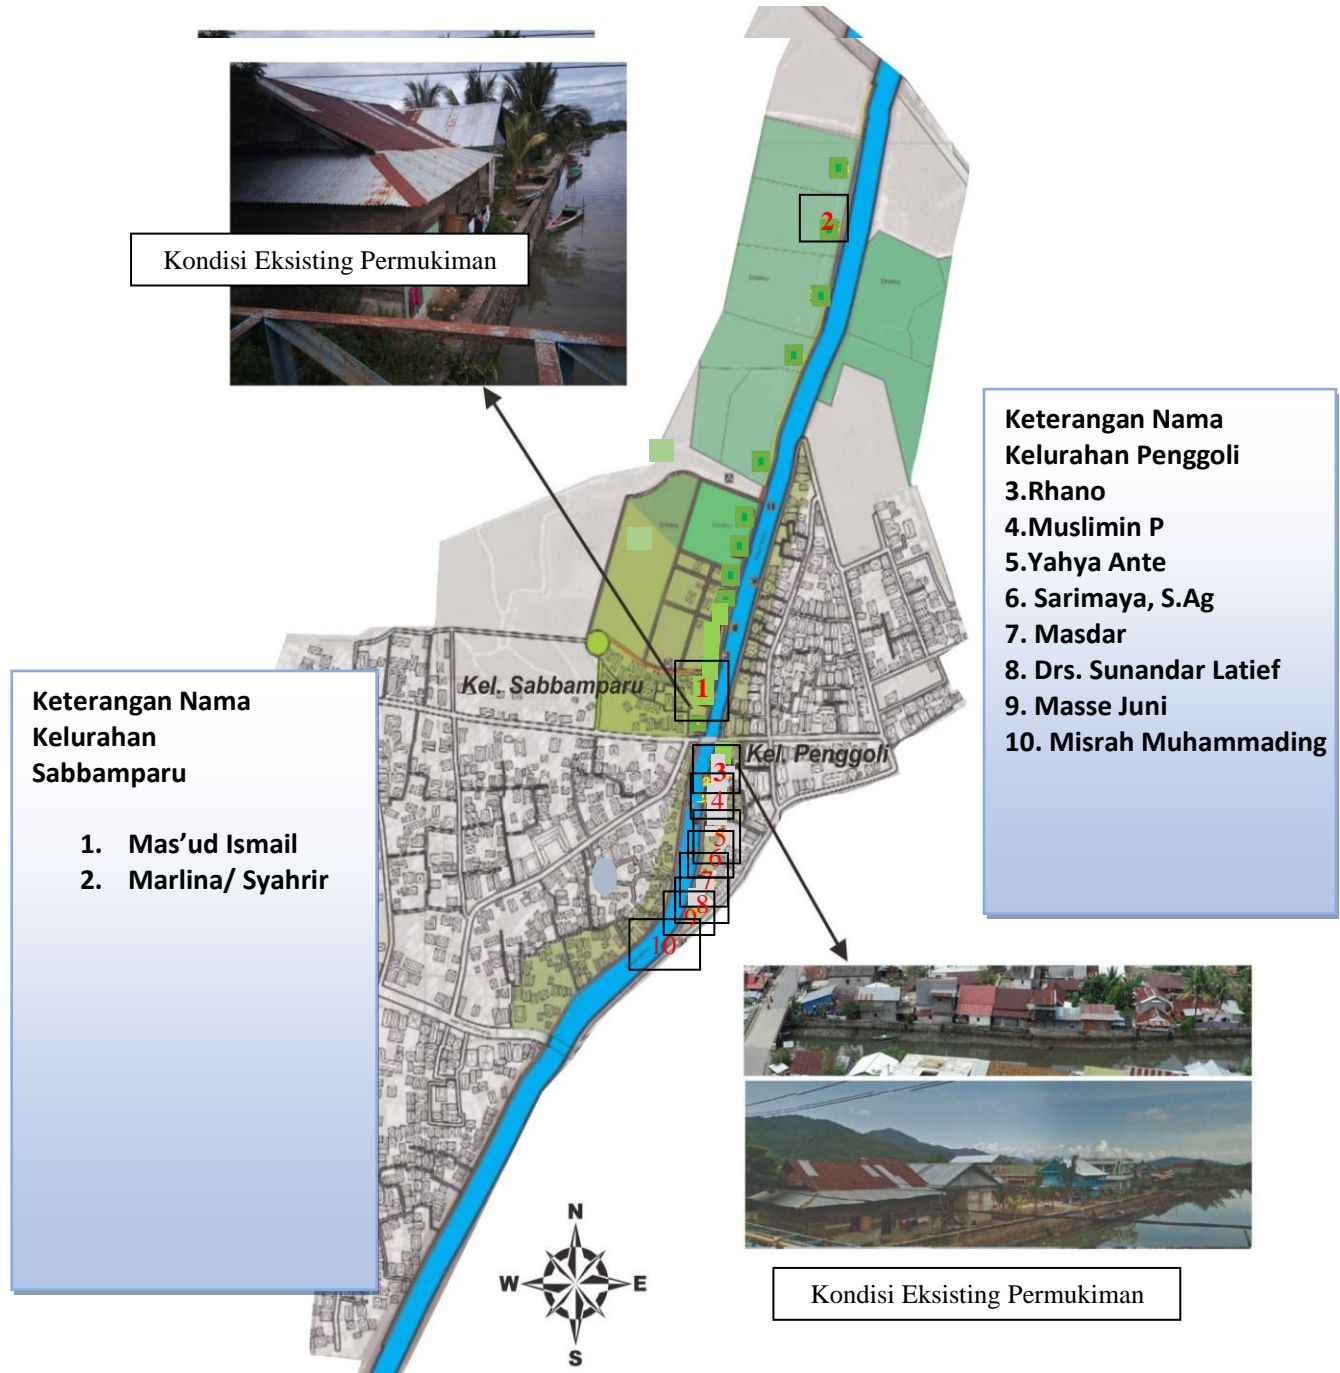 Kondisi Eksisting Permukiman
2
Keterangan Nama
Kelurahan Penggoli
3.Rhano
4.Muslimin P
5.Yahya Ante
6. Sarimaya, S.Ag
7. Masdar
8. Drs. Sunandar Latief
9. Masse Juni
10. Misrah Muhammading
Kel. Sabbamparu
1
Keterangan Nama
Kelurahan
Sabbamparu
1. Mas’ud Ismail
2. Marlina/ Syahrir
Kel. Penggoli
3
4
5
6
7
8
9
10
N
W
E
S
Kondisi Eksisting Permukiman